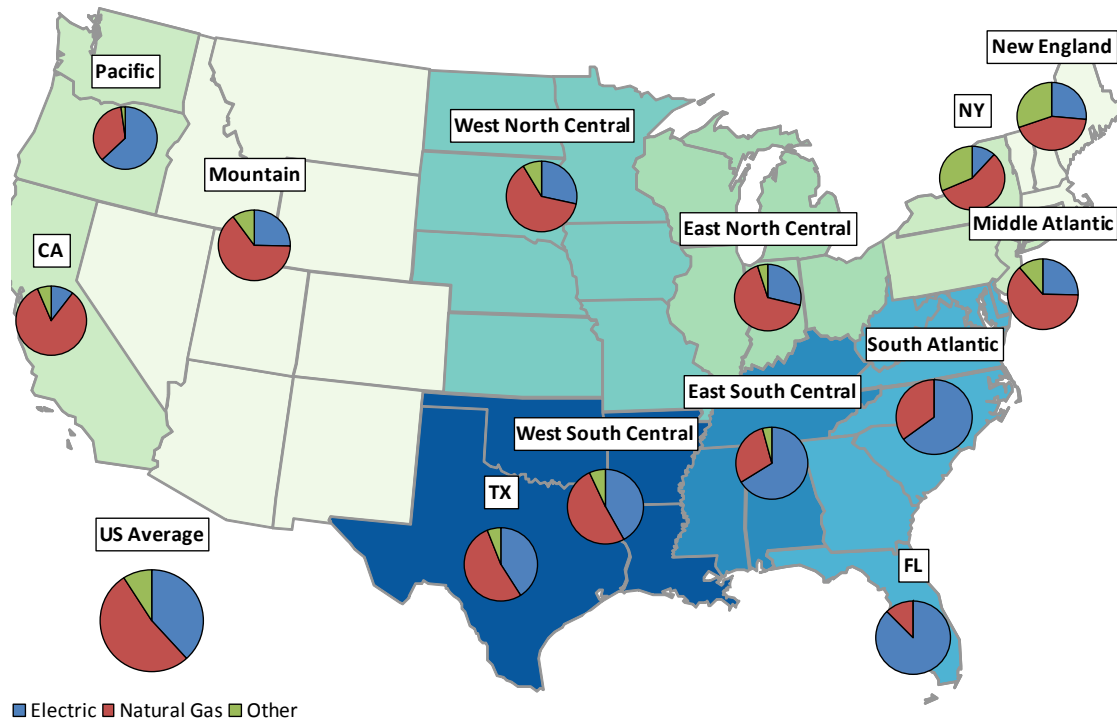 New England
Pacific
NY
West North Central
Mountain
Middle Atlantic
East North Central
CA
South Atlantic
East South Central
West South Central
TX
US Average
FL
Electric Natural Gas Other